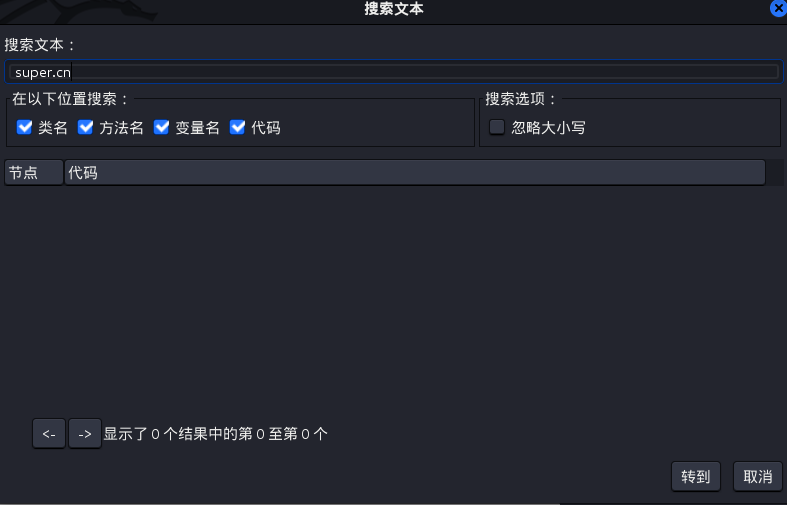 搜索文本
搜索文本：
super.cn
在以下位置搜索： 搜索选项：
类名 方法名 变量名 代码 忽略大小写
节点 代码
<- -> 显示了 0 个结果中的第 0 至第 0 个
转到 取消